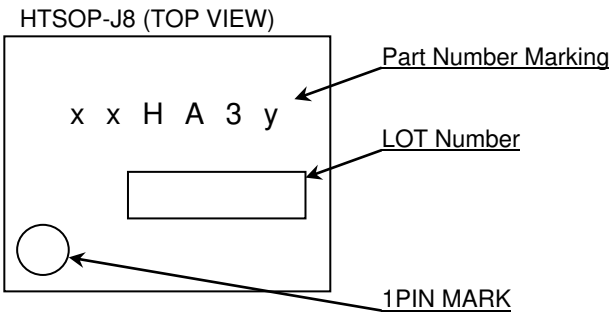 HTSOP-J8 (TOP VIEW)
Part Number Marking
x x H A 3 y
LOT Number
1PIN MARK